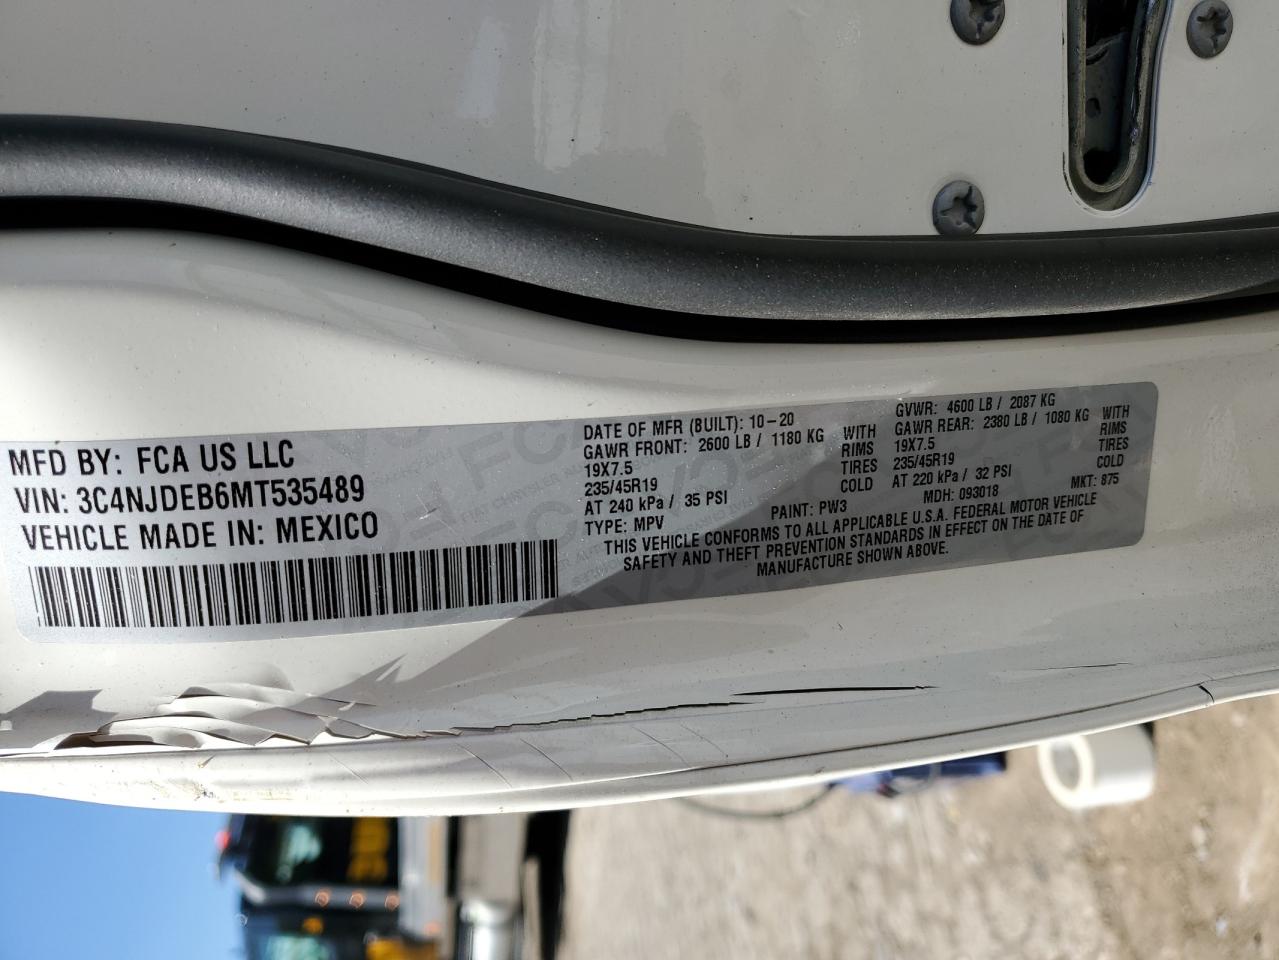 MFD BY: FCA US LLC
VIN: 3C4NJDEB6MT535489
VEHICLE MADE IN: MEXICO
DATE OF MFR (BUILT): 10-20
GAWR FRONT: 2600 LB / 1180 KG WITH
19X7.5 RIMS
235/45R19 TIRES
AT 240 kPa / 35 PSI COLD
GVWR: 4600 LB / 2087 KG
GAWR REAR: 2380 LB / 1080 KG WITH
19X7.5 RIMS
235/45R19 TIRES
AT 220 kPa / 32 PSI COLD
TYPE: MPV PAINT: PW3 MDH: 093018 MKT: 875
THIS VEHICLE CONFORMS TO ALL APPLICABLE U.S.A. FEDERAL MOTOR VEHICLE
SAFETY AND THEFT PREVENTION STANDARDS IN EFFECT ON THE DATE OF
MANUFACTURE SHOWN ABOVE.